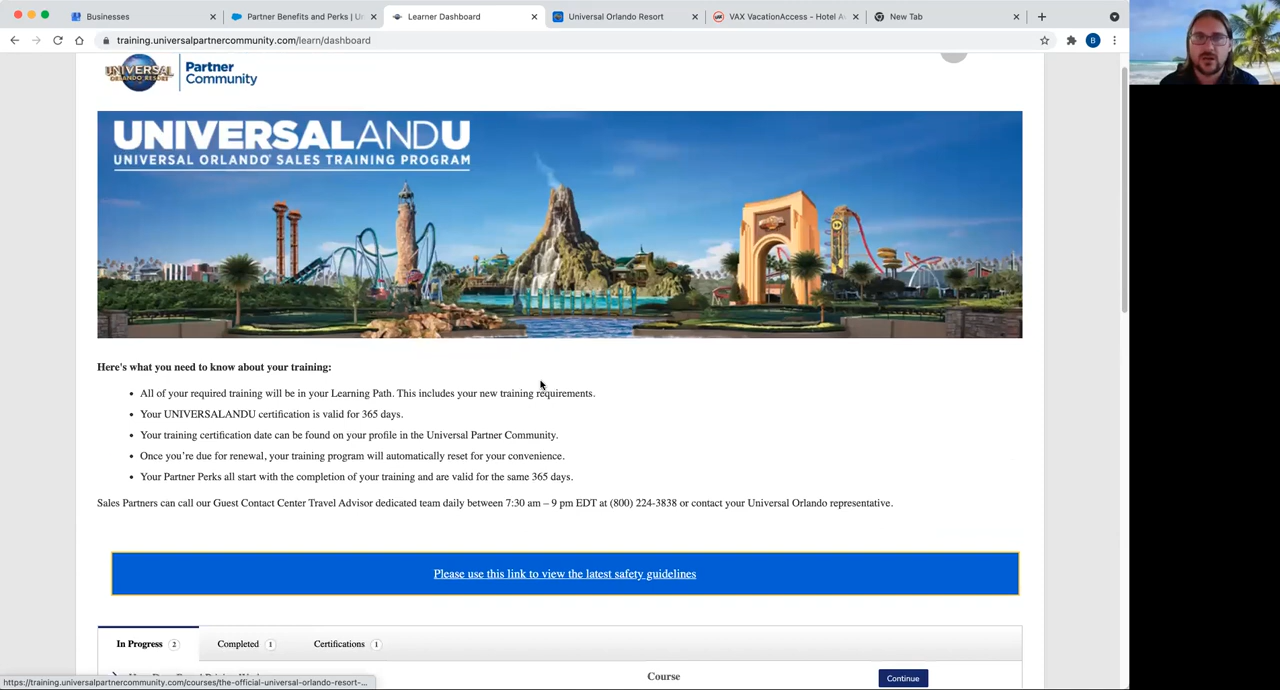 Businesses
Partner Benefits and Perks | U
Learner Dashboard
Universal Orlando Resort
VAX VacationAccess - Hotel A
New Tab
training.universalpartnercommunity.com/learn/dashboard
B
UNIVERSAL
ORLANDO RESORT
Partner
Community
UNIVERSALANDU
UNIVERSAL ORLANDO® SALES TRAINING PROGRAM
Here's what you need to know about your training:
• All of your required training will be in your Learning Path. This includes your new training requirements.
• Your UNIVERSALANDU certification is valid for 365 days.
• Your training certification date can be found on your profile in the Universal Partner Community.
• Once you're due for renewal, your training program will automatically reset for your convenience.
• Your Partner Perks all start with the completion of your training and are valid for the same 365 days.
Sales Partners can call our Guest Contact Center Travel Advisor dedicated team daily between 7:30 am – 9 pm EDT at (800) 224-3838 or contact your Universal Orlando representative.
Please use this link to view the latest safety guidelines
In Progress 2
Completed 1
Certifications 1
Course
Continue
https://training.universalpartnercommunity.com/courses/the-official-universal-orlando-resort-...